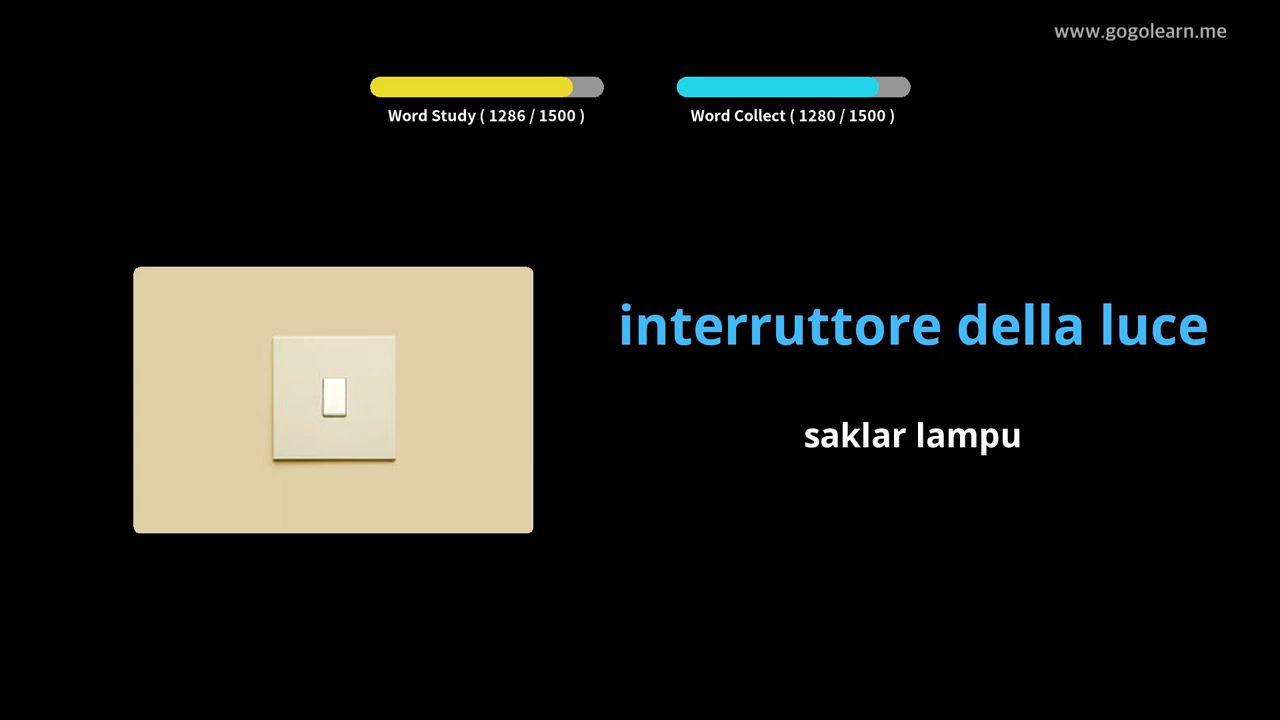 www.gogolearn.me
Word Study ( 1286 / 1500 )
Word Collect ( 1280 / 1500 )
interruttore della luce
saklar lampu